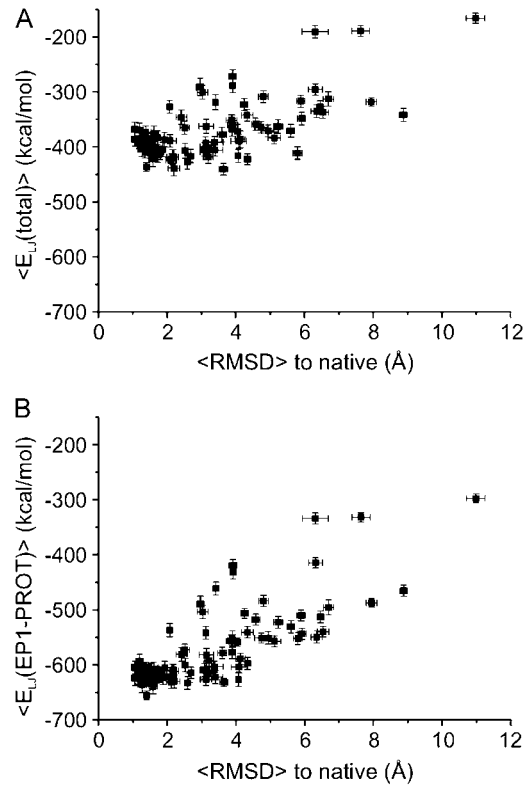 A
-200
-300
-400
-500
-600
-700
<E_LJ(total)> (kcal/mol)
0 2 4 6 8 10 12
<RMSD> to native (Å)
B
-200
-300
-400
-500
-600
-700
<E_LJ(EP1-PROT)> (kcal/mol)
0 2 4 6 8 10 12
<RMSD> to native (Å)